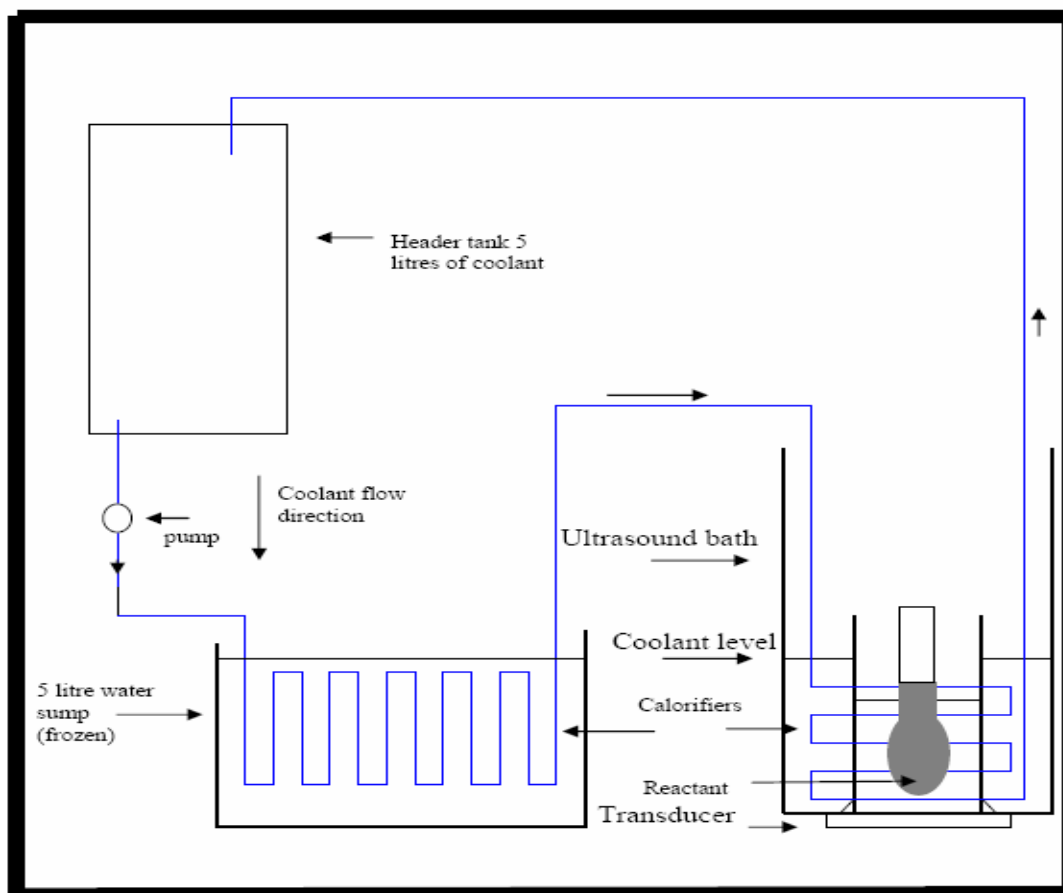 Header tank 5
litres of coolant
Coolant flow
direction
pump
Ultrasound bath
Coolant level
5 litre water
sump
(frozen)
Calorifiers
Reactant
Transducer